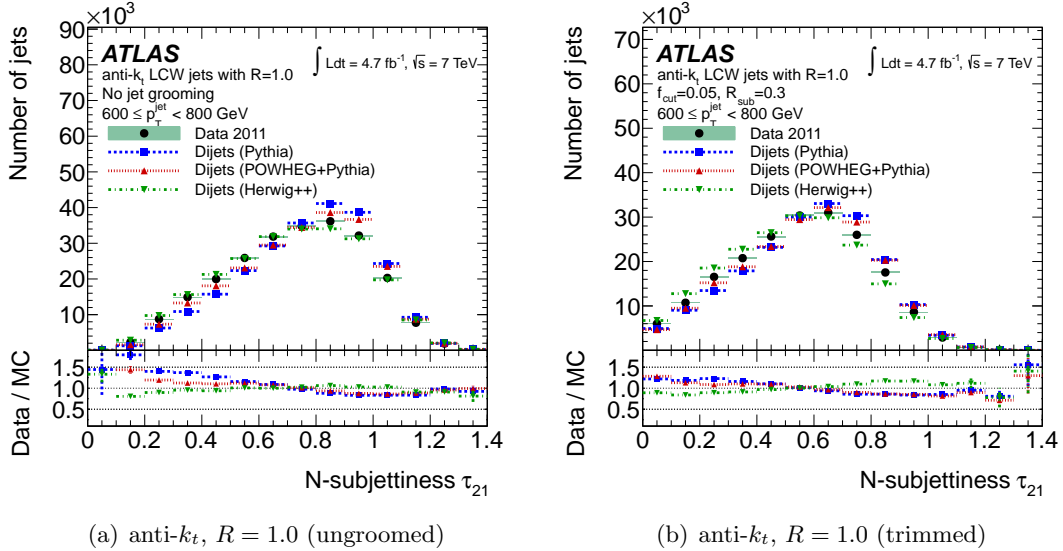 ×10³
90
80
70
60
50
40
30
20
10
Number of jets
ATLAS
∫ Ldt = 4.7 fb⁻¹, √s = 7 TeV
anti-kₜ LCW jets with R=1.0
No jet grooming
600 ≤ p_T^jet < 800 GeV
Data 2011
Dijets (Pythia)
Dijets (POWHEG+Pythia)
Dijets (Herwig++)
Data / MC
1.5
1.0
0.5
0 0.2 0.4 0.6 0.8 1 1.2 1.4
N-subjettiness τ₂₁
(a) anti-kₜ, R = 1.0 (ungroomed)
×10³
70
60
50
40
30
20
10
Number of jets
ATLAS
∫ Ldt = 4.7 fb⁻¹, √s = 7 TeV
anti-kₜ LCW jets with R=1.0
f_cut=0.05, R_sub=0.3
600 ≤ p_T^jet < 800 GeV
Data 2011
Dijets (Pythia)
Dijets (POWHEG+Pythia)
Dijets (Herwig++)
Data / MC
1.5
1.0
0.5
0 0.2 0.4 0.6 0.8 1 1.2 1.4
N-subjettiness τ₂₁
(b) anti-kₜ, R = 1.0 (trimmed)